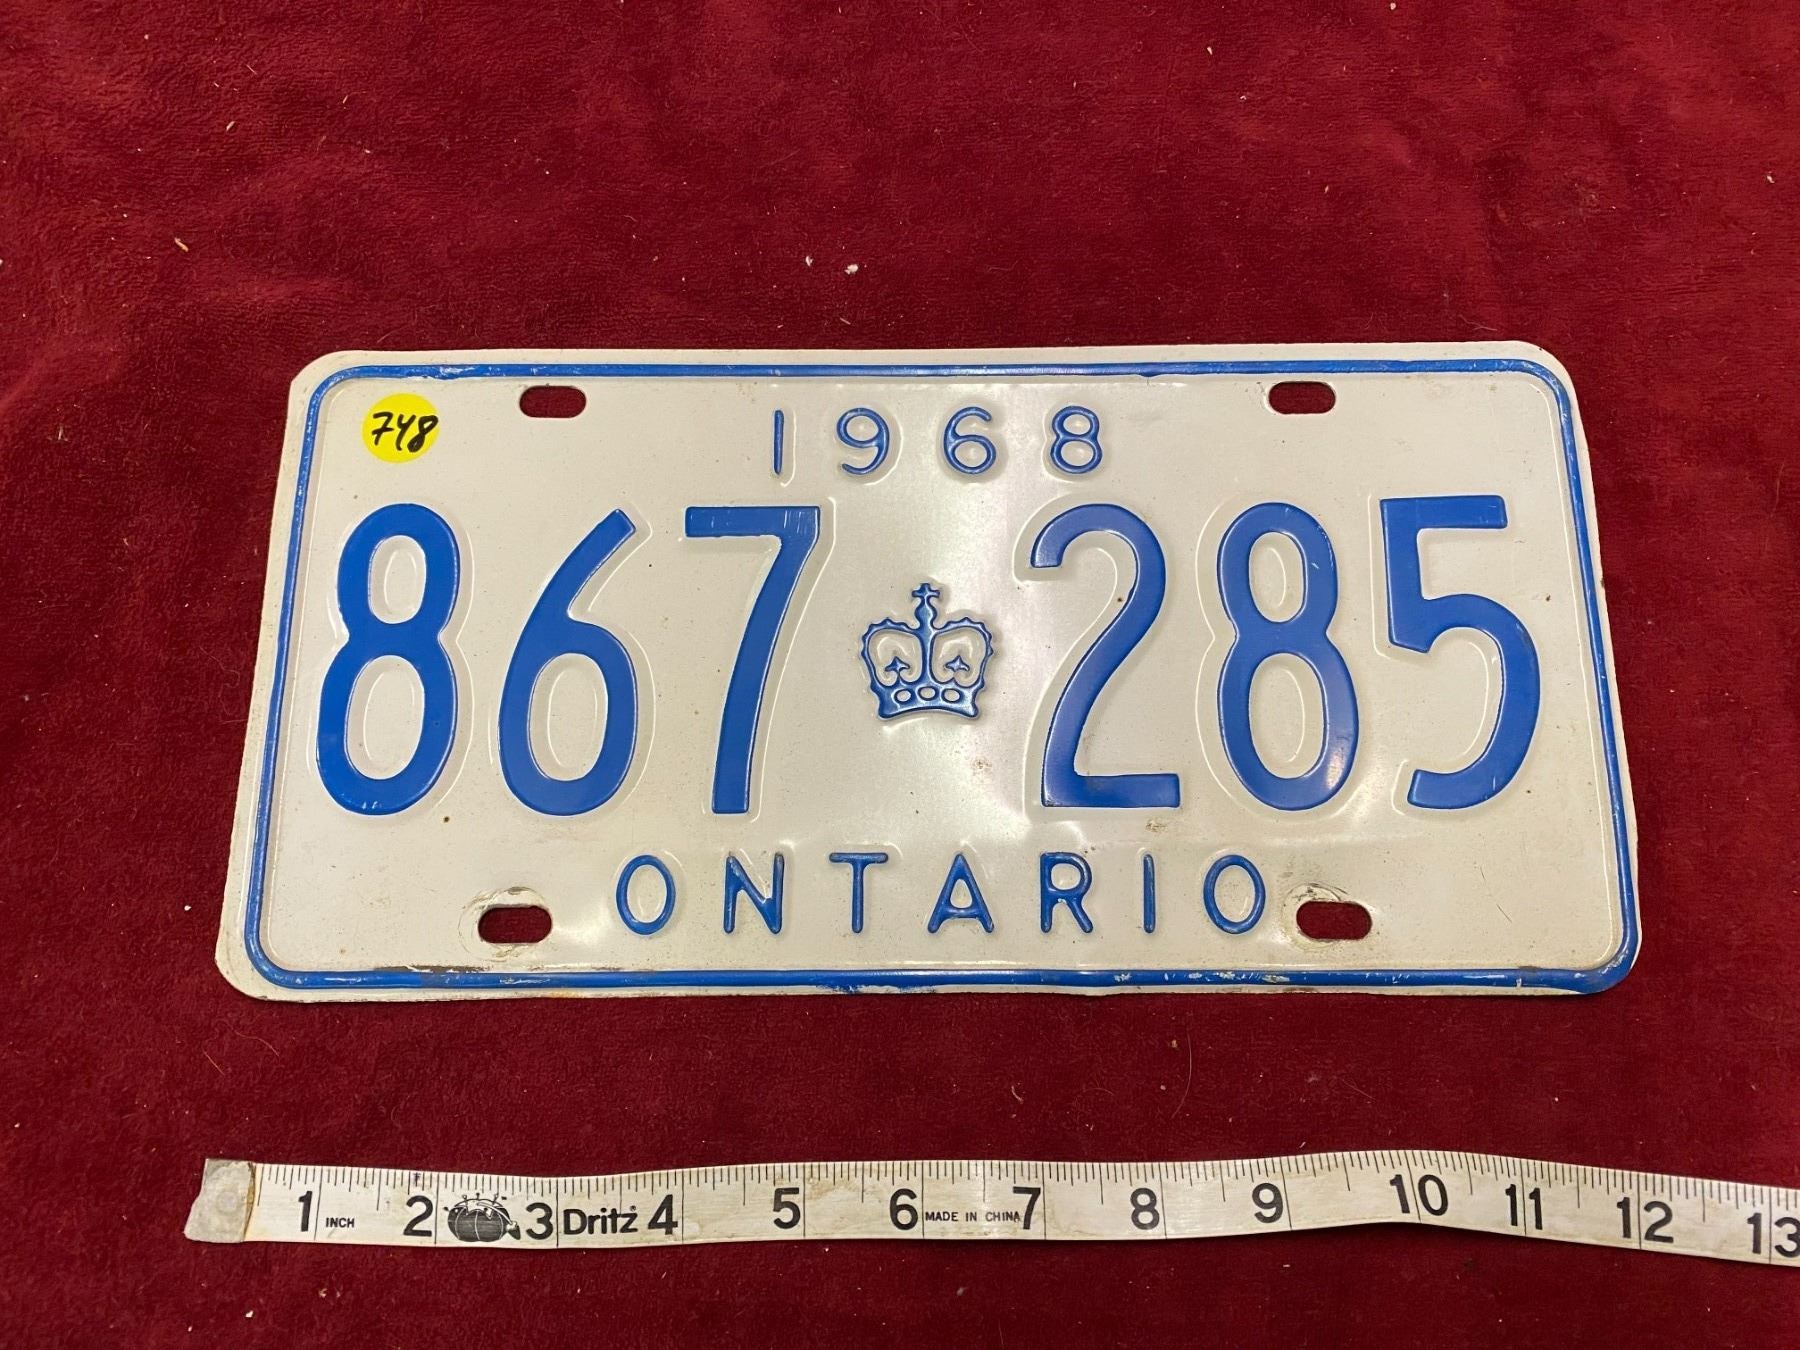 748
1968
867 285
ONTARIO
1 INCH 2 3 Dritz® 4 5 6 MADE IN CHINA 7 8 9 10 11 12 13